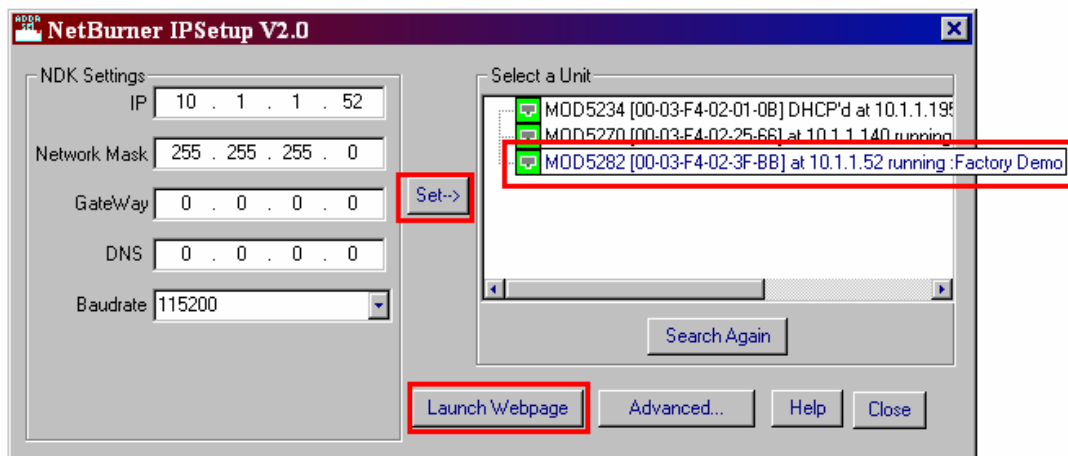 ADDR
NetBurner IPSetup V2.0
NDK Settings
IP 10 . 1 . 1 . 52
Network Mask 255 . 255 . 255 . 0
GateWay 0 . 0 . 0 . 0
DNS 0 . 0 . 0 . 0
Baudrate 115200
Set-->
Select a Unit
MOD5234 [00-03-F4-02-01-0B] DHCP'd at 10.1.1.195
MOD5270 [00-03-F4-02-25-66] at 10.1.1.140 running
MOD5282 [00-03-F4-02-3F-BB] at 10.1.1.52 running :Factory Demo
Search Again
Launch Webpage
Advanced...
Help
Close